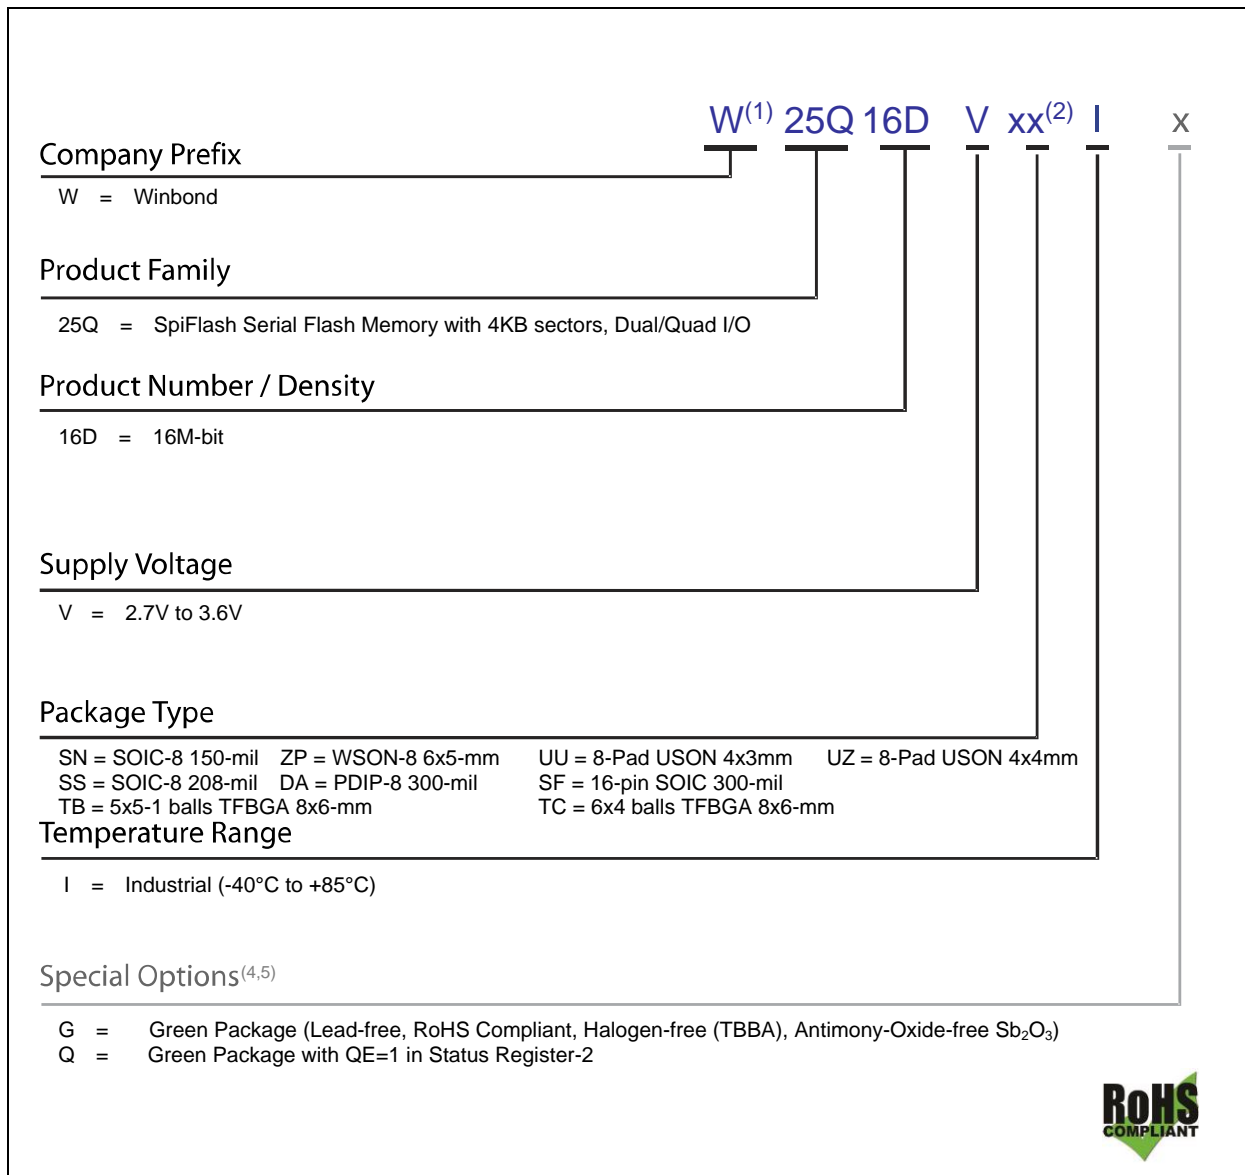 W(1) 25Q 16D V xx(2) I x
Company Prefix
W = Winbond
Product Family
25Q = SpiFlash Serial Flash Memory with 4KB sectors, Dual/Quad I/O
Product Number / Density
16D = 16M-bit
Supply Voltage
V = 2.7V to 3.6V
Package Type
SN = SOIC-8 150-mil ZP = WSON-8 6x5-mm UU = 8-Pad USON 4x3mm UZ = 8-Pad USON 4x4mm
SS = SOIC-8 208-mil DA = PDIP-8 300-mil SF = 16-pin SOIC 300-mil
TB = 5x5-1 balls TFBGA 8x6-mm TC = 6x4 balls TFBGA 8x6-mm
Temperature Range
I = Industrial (-40°C to +85°C)
Special Options(4,5)
G = Green Package (Lead-free, RoHS Compliant, Halogen-free (TBBA), Antimony-Oxide-free Sb2O3)
Q = Green Package with QE=1 in Status Register-2
RoHS
COMPLIANT